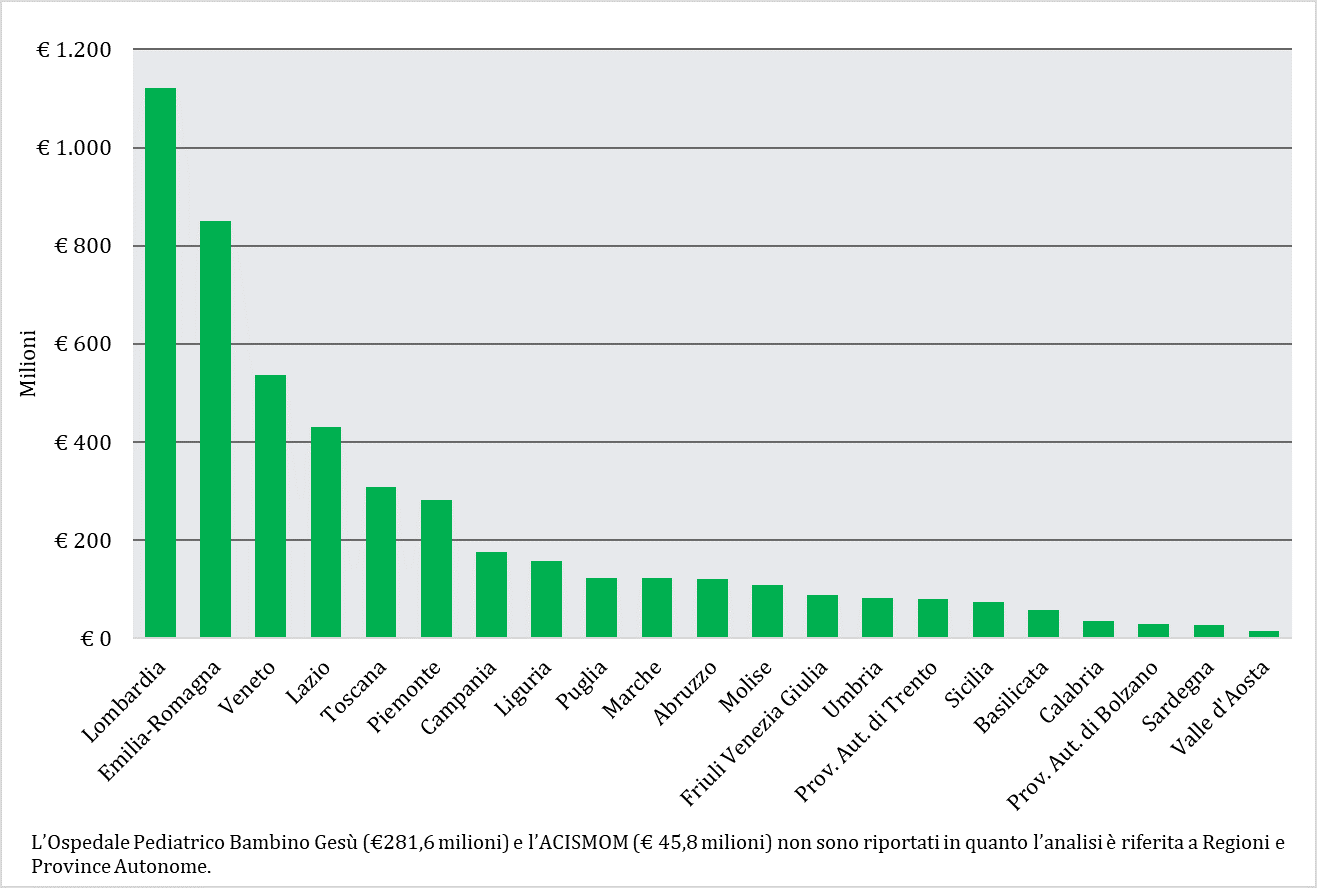 € 1.200
€ 1.000
€ 800
€ 600
€ 400
€ 200
€ 0
Milioni
Lombardia
Emilia-Romagna
Veneto
Lazio
Toscana
Piemonte
Campania
Liguria
Puglia
Marche
Abruzzo
Molise
Friuli Venezia Giulia
Umbria
Prov. Aut. di Trento
Sicilia
Basilicata
Calabria
Prov. Aut. di Bolzano
Sardegna
Valle d'Aosta
L’Ospedale Pediatrico Bambino Gesù (€281,6 milioni) e l’ACISMOM (€ 45,8 milioni) non sono riportati in quanto l’analisi è riferita a Regioni e
Province Autonome.